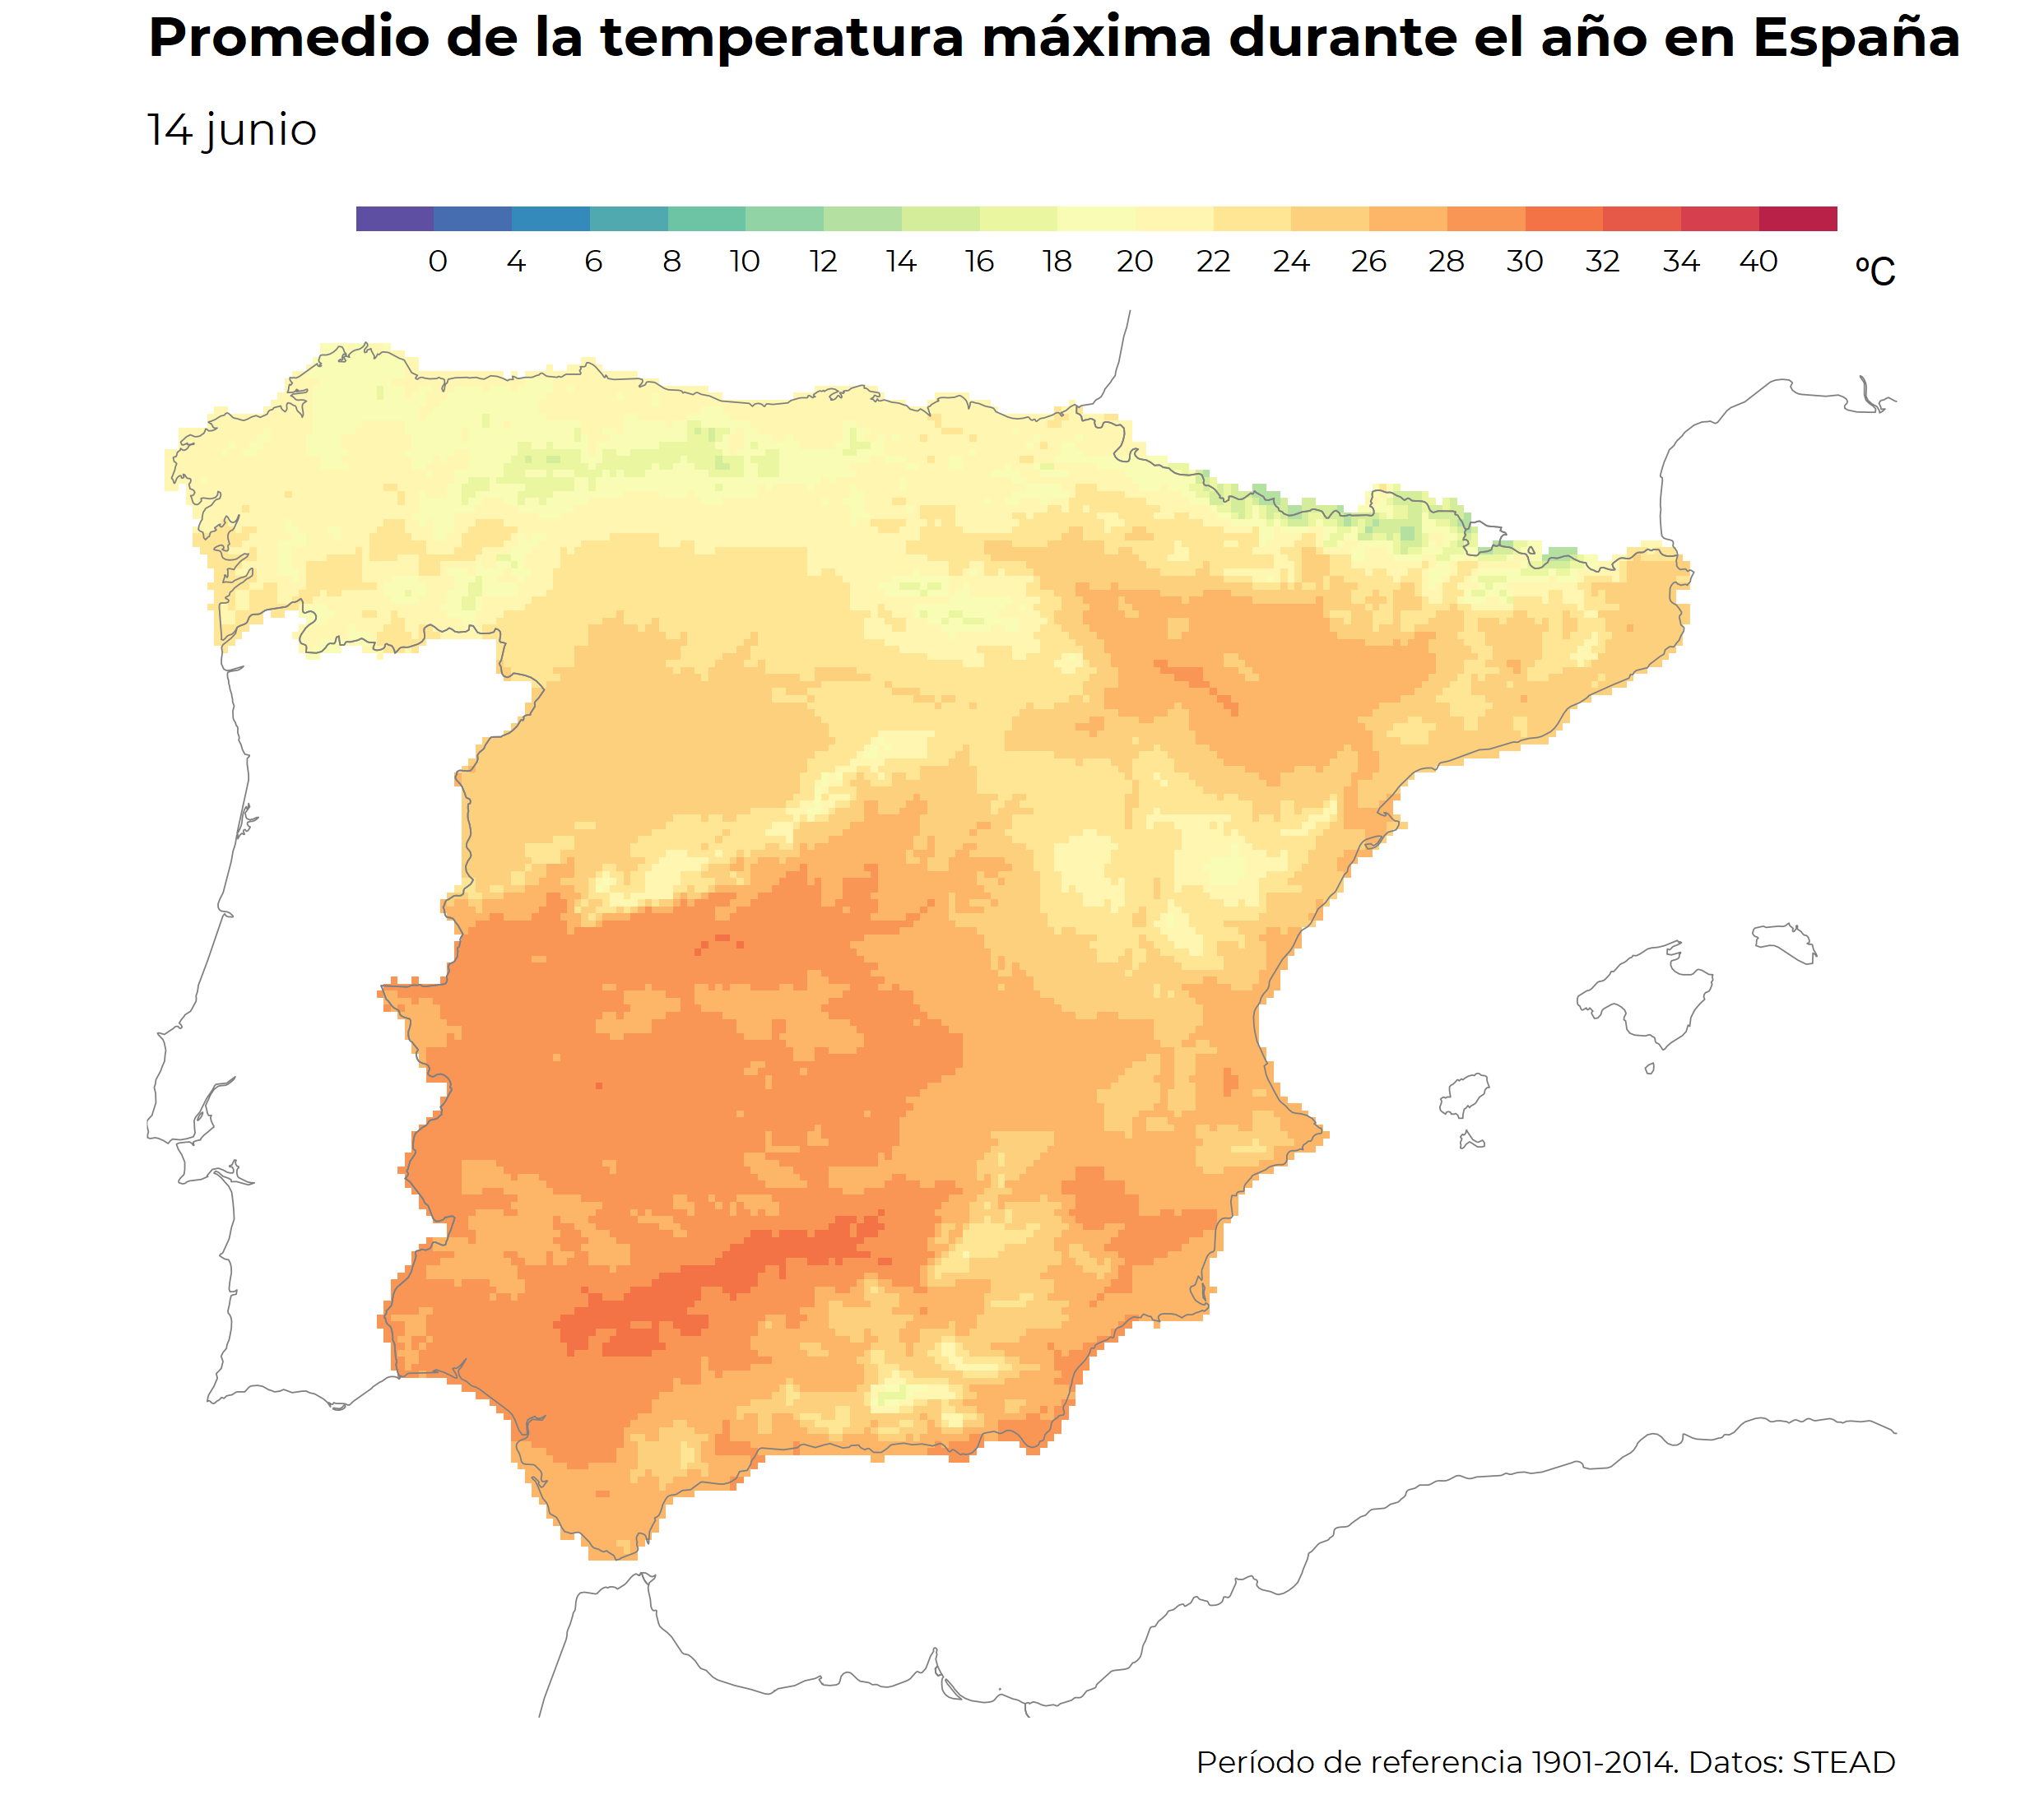 Promedio de la temperatura máxima durante el año en España
14 junio
0 4 6 8 10 12 14 16 18 20 22 24 26 28 30 32 34 40 ºC
Período de referencia 1901-2014. Datos: STEAD